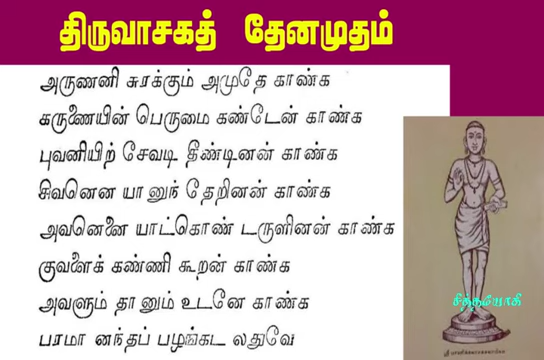 திருவாசகத் தேனமுதம்
அருணனி சுரக்கும் அமுதே காண்க
கருணையின் பெருமை கண்டேன் காண்க
புவனியிற் சேவடி தீண்டினன் காண்க
சிவனென யானுந் தேறினன் காண்க
அவனெனை யாட்கொண் டருளினன் காண்க
குவளைக் கண்ணி கூறன் காண்க
அவளும் தானும் உடனே காண்க
பரமா னந்தப் பழங்கட லதுவே
சித்தயோகி